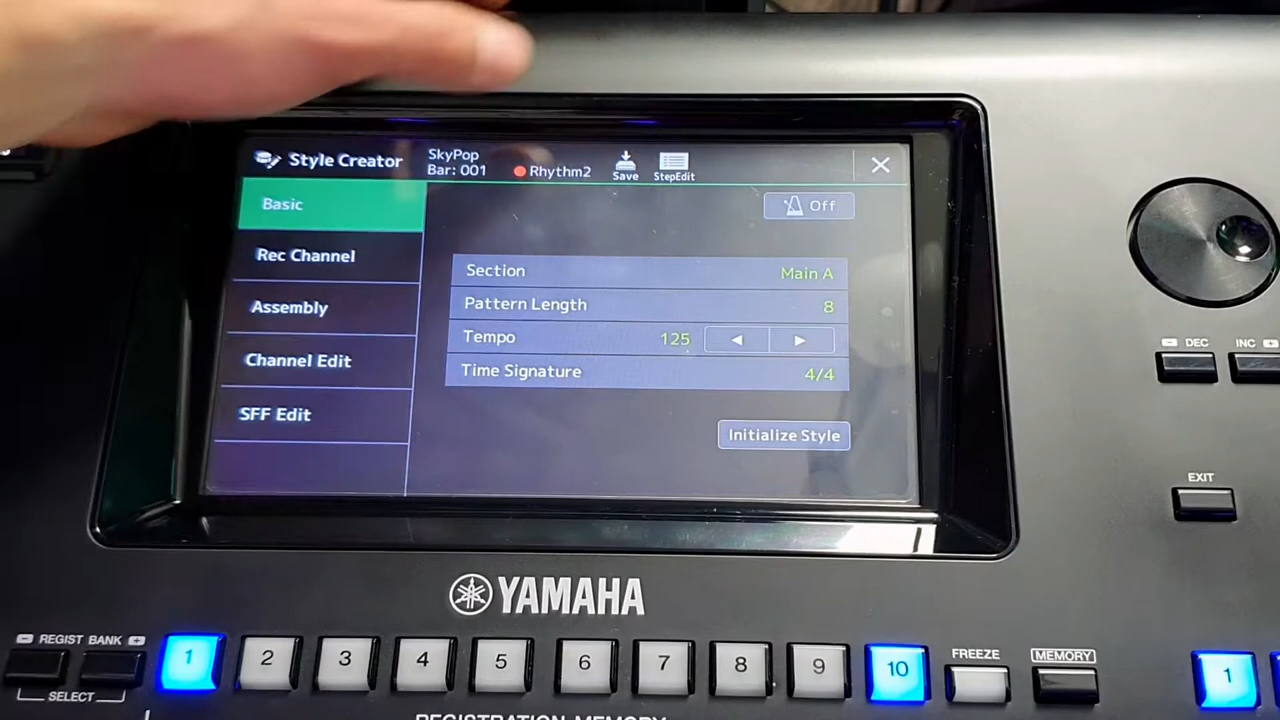 Style Creator
SkyPop
Bar: 001
Rhythm2
Save
StepEdit
Basic
Off
Rec Channel
Section Main A
Assembly
Pattern Length 8
Tempo 125
Channel Edit
Time Signature 4/4
SFF Edit
Initialize Style
DEC
INC
EXIT
YAMAHA
REGIST BANK
SELECT
1
2
3
4
5
6
7
8
9
10
FREEZE
MEMORY
1
REGISTRATION MEMORY